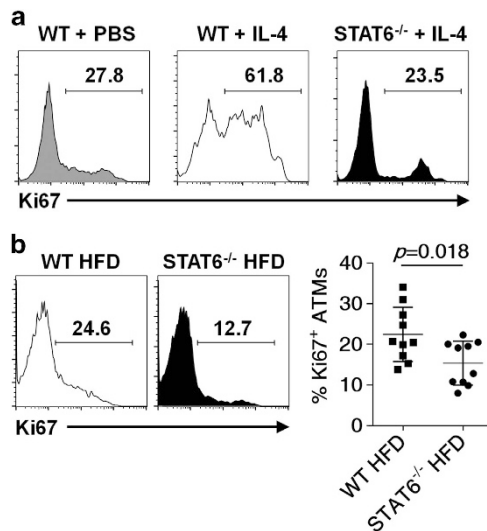 a
WT + PBS WT + IL-4 STAT6-/- + IL-4
27.8 61.8 23.5
Ki67
b
WT HFD STAT6-/- HFD
24.6 12.7
Ki67
p=0.018
% Ki67+ ATMs
40
30
20
10
0
WT HFD
STAT6-/- HFD